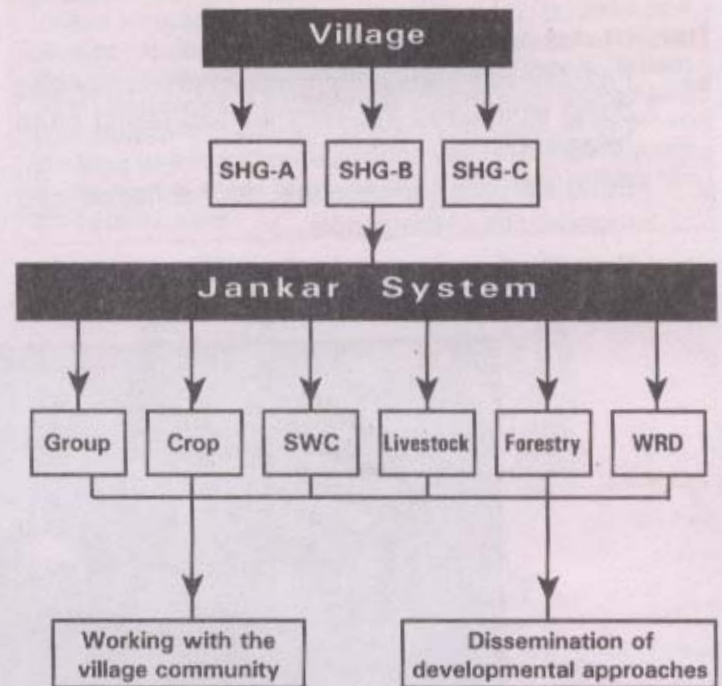 Village
SHG-A SHG-B SHG-C
Jankar System
Group Crop SWC Livestock Forestry WRD
Working with the
village community
Dissemination of
developmental approaches